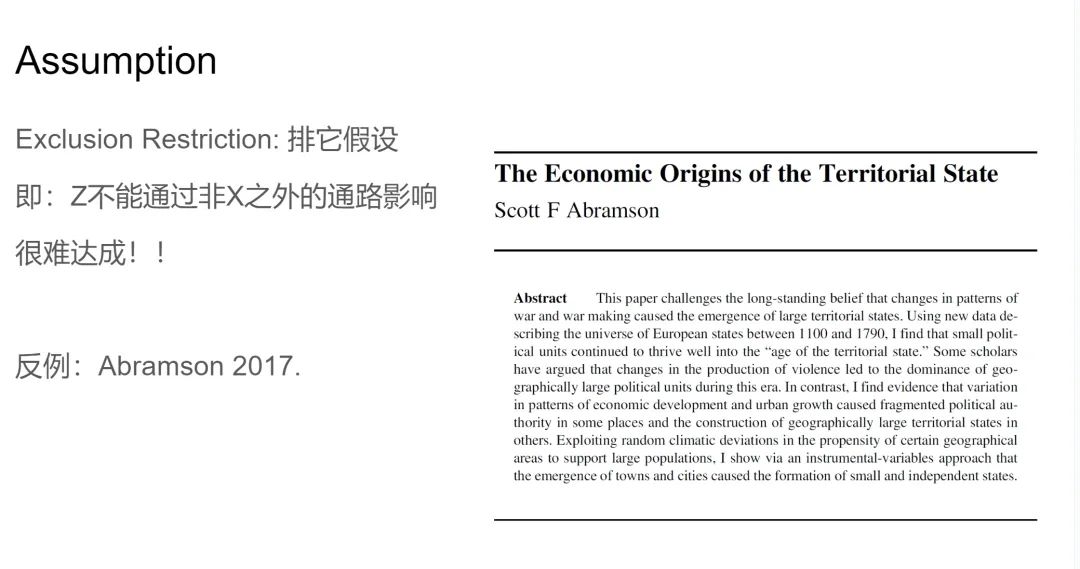 Assumption
Exclusion Restriction: 排它假设
即：Z不能通过非X之外的通路影响
很难达成！！
反例：Abramson 2017.
The Economic Origins of the Territorial State
Scott F Abramson
Abstract This paper challenges the long-standing belief that changes in patterns of
war and war making caused the emergence of large territorial states. Using new data de-
scribing the universe of European states between 1100 and 1790, I find that small polit-
ical units continued to thrive well into the “age of the territorial state.” Some scholars
have argued that changes in the production of violence led to the dominance of geo-
graphically large political units during this era. In contrast, I find evidence that variation
in patterns of economic development and urban growth caused fragmented political au-
thority in some places and the construction of geographically large territorial states in
others. Exploiting random climatic deviations in the propensity of certain geographical
areas to support large populations, I show via an instrumental-variables approach that
the emergence of towns and cities caused the formation of small and independent states.